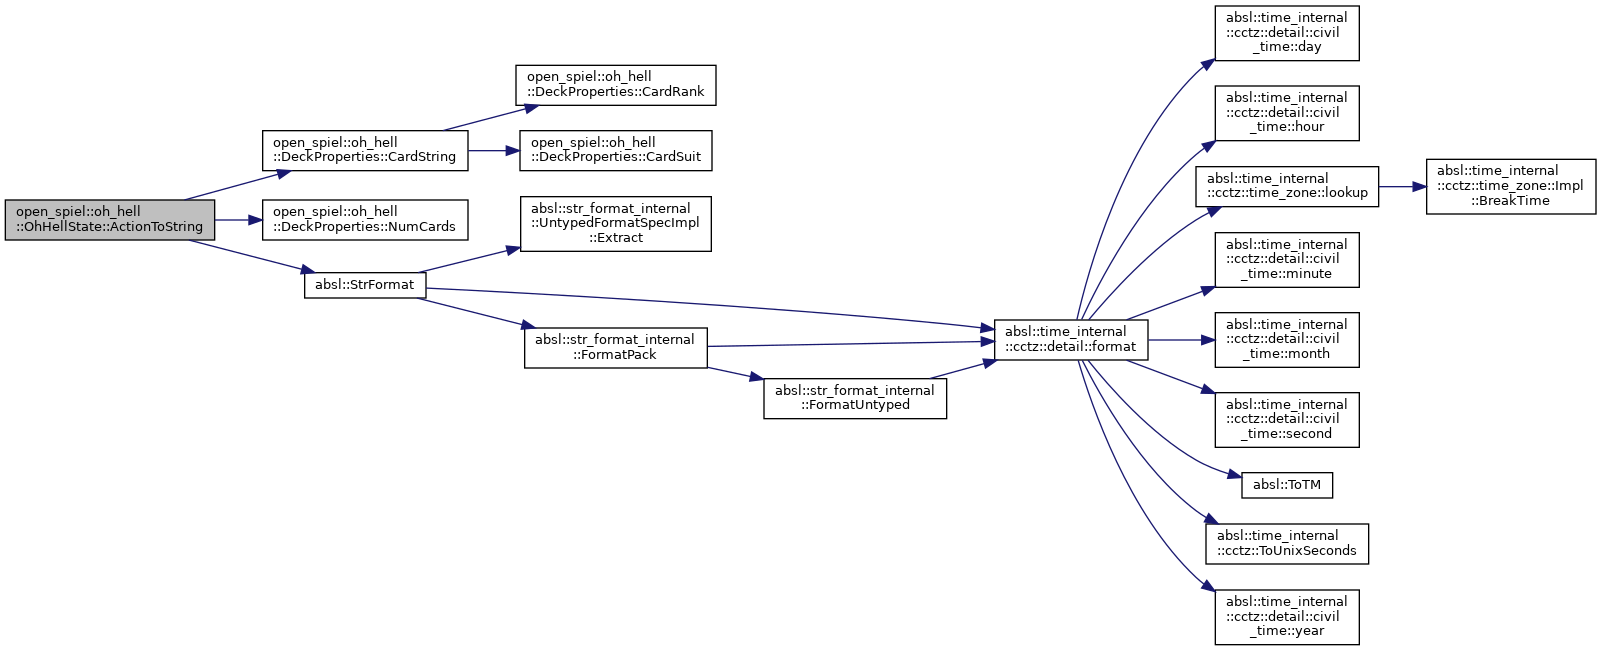 open_spiel::oh_hell
::OhHellState::ActionToString
open_spiel::oh_hell
::DeckProperties::CardString
open_spiel::oh_hell
::DeckProperties::CardRank
open_spiel::oh_hell
::DeckProperties::CardSuit
open_spiel::oh_hell
::DeckProperties::NumCards
absl::StrFormat
absl::str_format_internal
::UntypedFormatSpecImpl
::Extract
absl::str_format_internal
::FormatPack
absl::str_format_internal
::FormatUntyped
absl::time_internal
::cctz::detail::format
absl::time_internal
::cctz::detail::civil
_time::day
absl::time_internal
::cctz::detail::civil
_time::hour
absl::time_internal
::cctz::time_zone::lookup
absl::time_internal
::cctz::time_zone::Impl
::BreakTime
absl::time_internal
::cctz::detail::civil
_time::minute
absl::time_internal
::cctz::detail::civil
_time::month
absl::time_internal
::cctz::detail::civil
_time::second
absl::ToTM
absl::time_internal
::cctz::ToUnixSeconds
absl::time_internal
::cctz::detail::civil
_time::year